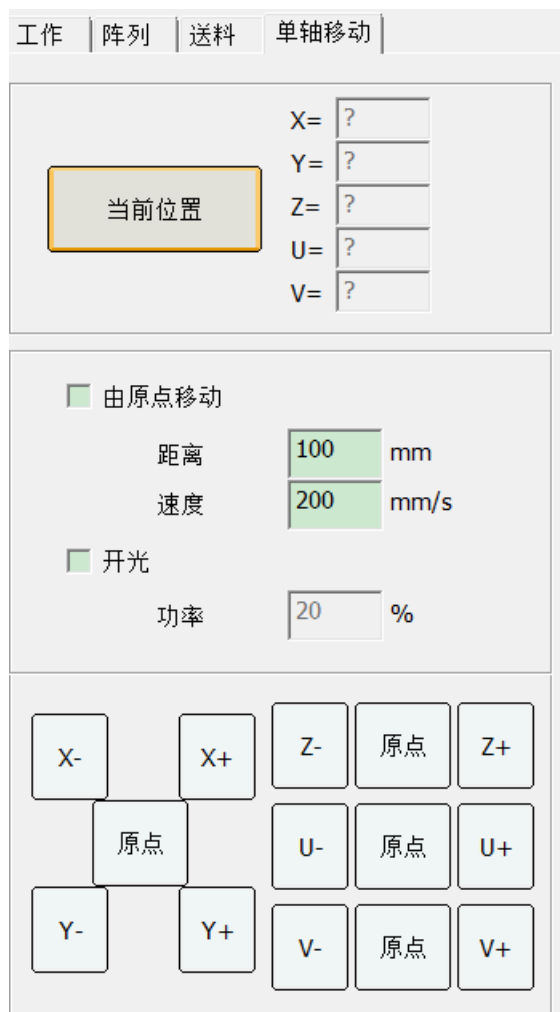 工作 阵列 送料 单轴移动
当前位置
X= ?
Y= ?
Z= ?
U= ?
V= ?
由原点移动
距离 100 mm
速度 200 mm/s
开光
功率 20 %
X- X+ Z- 原点 Z+
原点 U- 原点 U+
Y- Y+ V- 原点 V+